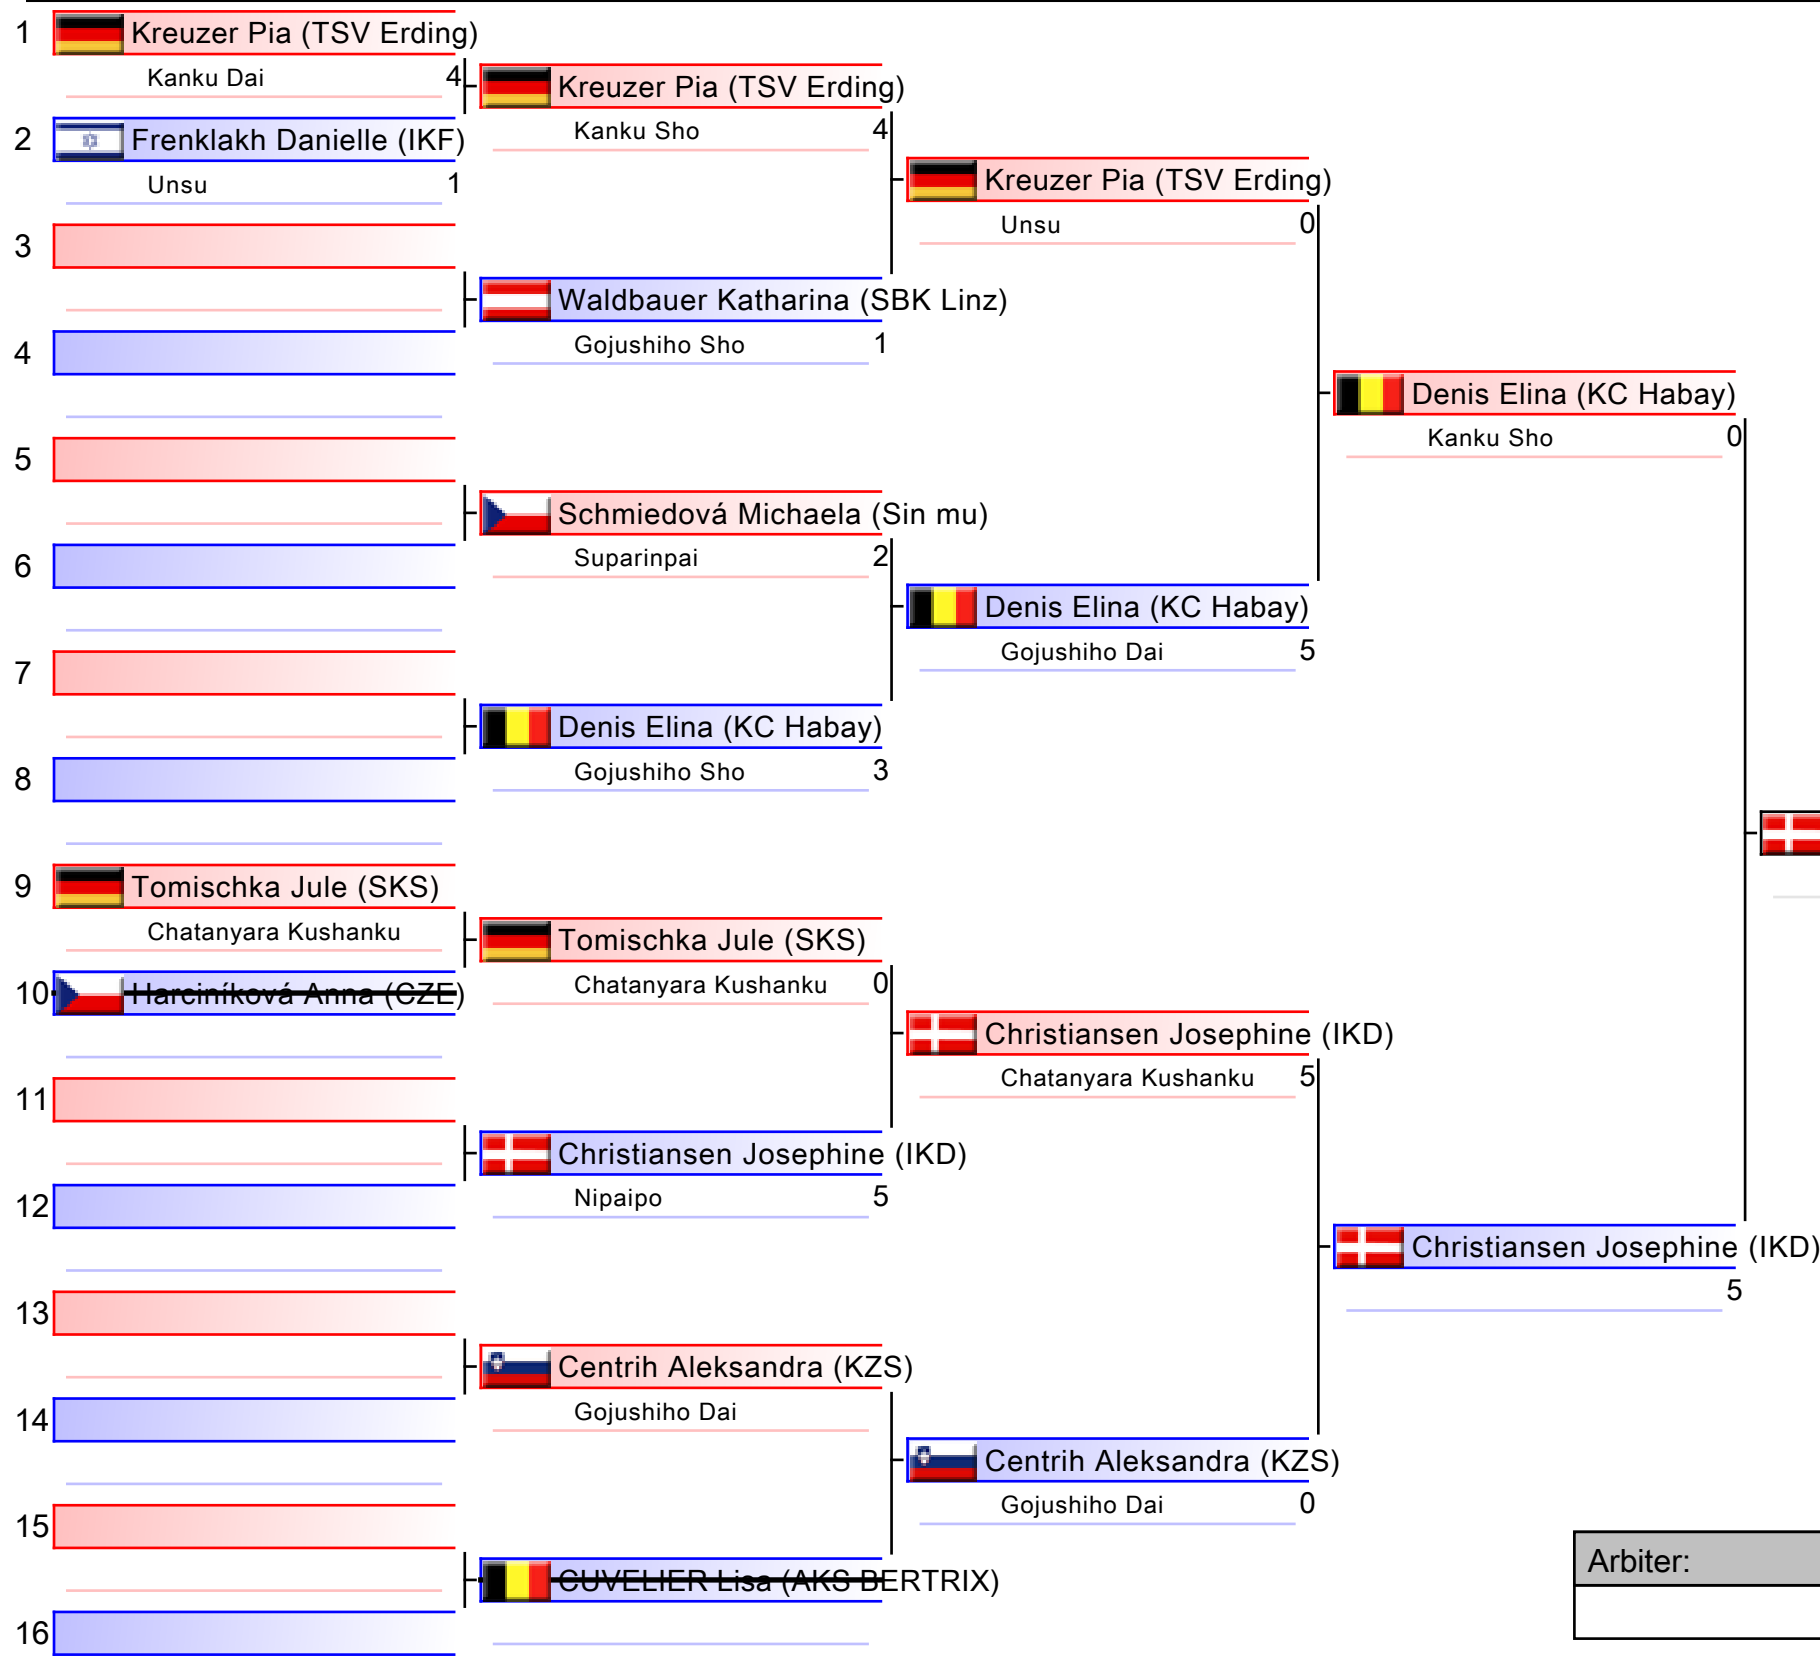 1 Kreuzer Pia (TSV Erding)
Kanku Dai 4
2 Frenklakh Danielle (IKF)
Unsu 1
3
4
5
6
7
8
9 Tomischka Jule (SKS)
Chatanyara Kushanku
10 Harciníková Anna (CZE)
11
12
13
14
15
16
Kreuzer Pia (TSV Erding)
Kanku Sho 4
Waldbauer Katharina (SBK Linz)
Gojushiho Sho 1
Schmiedová Michaela (Sin mu)
Suparinpai 2
Denis Elina (KC Habay)
Gojushiho Sho 3
Tomischka Jule (SKS)
Chatanyara Kushanku 0
Christiansen Josephine (IKD)
Nipaipo 5
Centrih Aleksandra (KZS)
Gojushiho Dai
CUVELIER Lisa (AKS BERTRIX)
Kreuzer Pia (TSV Erding)
Unsu 0
Denis Elina (KC Habay)
Gojushiho Dai 5
Christiansen Josephine (IKD)
Chatanyara Kushanku 5
Centrih Aleksandra (KZS)
Gojushiho Dai 0
Denis Elina (KC Habay)
Kanku Sho 0
Christiansen Josephine (IKD)
5
Arbiter: